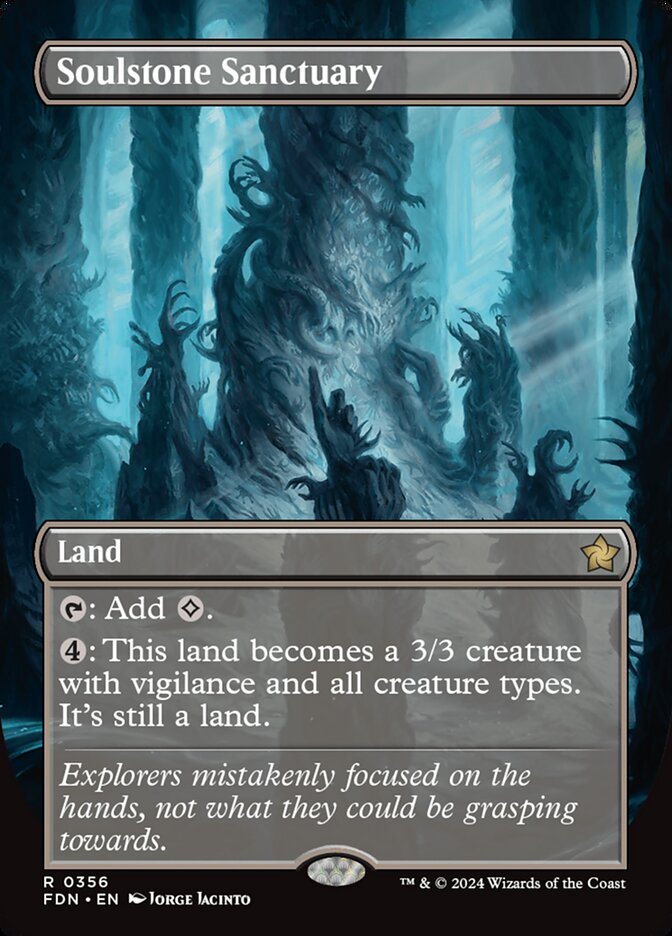 Soulstone Sanctuary
Land
: Add .
4: This land becomes a 3/3 creature
with vigilance and all creature types.
It's still a land.
Explorers mistakenly focused on the
hands, not what they could be grasping
towards.
R 0356
FDN • EN Jorge Jacinto
™ & © 2024 Wizards of the Coast